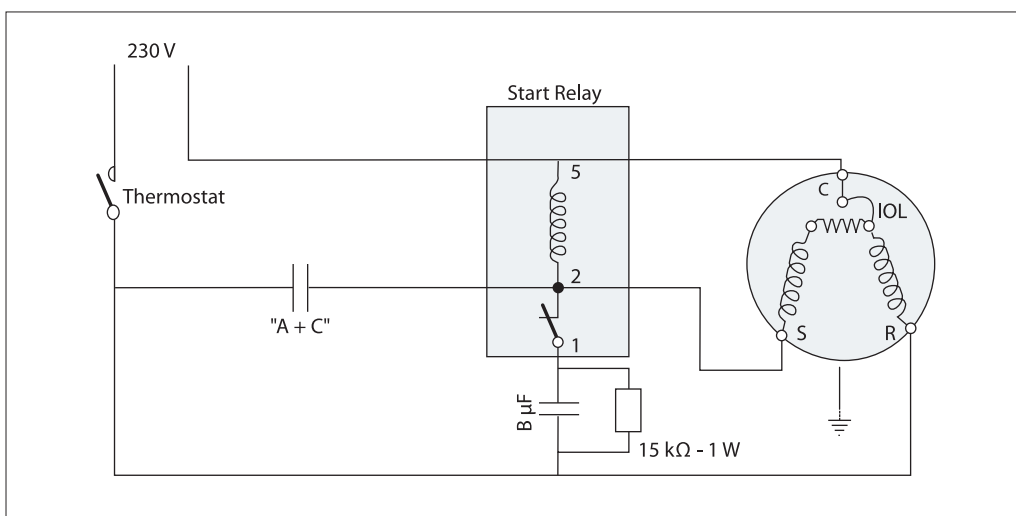 230 V
Start Relay
5
C
Thermostat
IOL
2
"A + C"
S
R
1
B µF
15 kΩ - 1 W